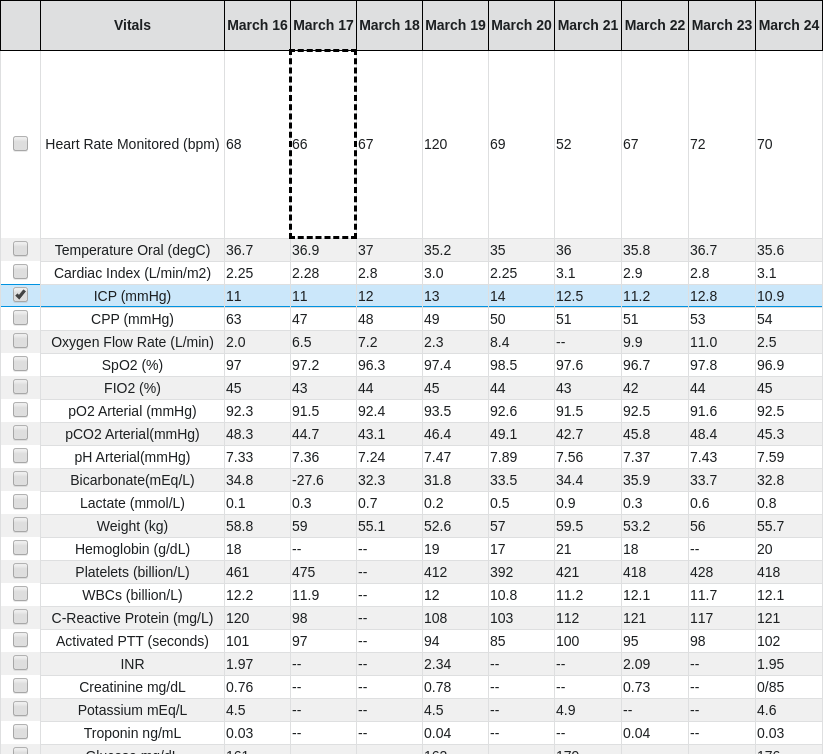 Vitals March 16 March 17 March 18 March 19 March 20 March 21 March 22 March 23 March 24
Heart Rate Monitored (bpm) 68 66 67 120 69 52 67 72 70
Temperature Oral (degC) 36.7 36.9 37 35.2 35 36 35.8 36.7 35.6
Cardiac Index (L/min/m2) 2.25 2.28 2.8 3.0 2.25 3.1 2.9 2.8 3.1
ICP (mmHg) 11 11 12 13 14 12.5 11.2 12.8 10.9
CPP (mmHg) 63 47 48 49 50 51 51 53 54
Oxygen Flow Rate (L/min) 2.0 6.5 7.2 2.3 8.4 -- 9.9 11.0 2.5
SpO2 (%) 97 97.2 96.3 97.4 98.5 97.6 96.7 97.8 96.9
FIO2 (%) 45 43 44 45 44 43 42 44 45
pO2 Arterial (mmHg) 92.3 91.5 92.4 93.5 92.6 91.5 92.5 91.6 92.5
pCO2 Arterial(mmHg) 48.3 44.7 43.1 46.4 49.1 42.7 45.8 48.4 45.3
pH Arterial(mmHg) 7.33 7.36 7.24 7.47 7.89 7.56 7.37 7.43 7.59
Bicarbonate(mEq/L) 34.8 -27.6 32.3 31.8 33.5 34.4 35.9 33.7 32.8
Lactate (mmol/L) 0.1 0.3 0.7 0.2 0.5 0.9 0.3 0.6 0.8
Weight (kg) 58.8 59 55.1 52.6 57 59.5 53.2 56 55.7
Hemoglobin (g/dL) 18 -- -- 19 17 21 18 -- 20
Platelets (billion/L) 461 475 -- 412 392 421 418 428 418
WBCs (billion/L) 12.2 11.9 -- 12 10.8 11.2 12.1 11.7 12.1
C-Reactive Protein (mg/L) 120 98 -- 108 103 112 121 117 121
Activated PTT (seconds) 101 97 -- 94 85 100 95 98 102
INR 1.97 -- -- 2.34 -- -- 2.09 -- 1.95
Creatinine mg/dL 0.76 -- -- 0.78 -- -- 0.73 -- 0/85
Potassium mEq/L 4.5 -- -- 4.5 -- 4.9 -- -- 4.6
Troponin ng/mL 0.03 -- -- 0.04 -- -- 0.04 -- 0.03